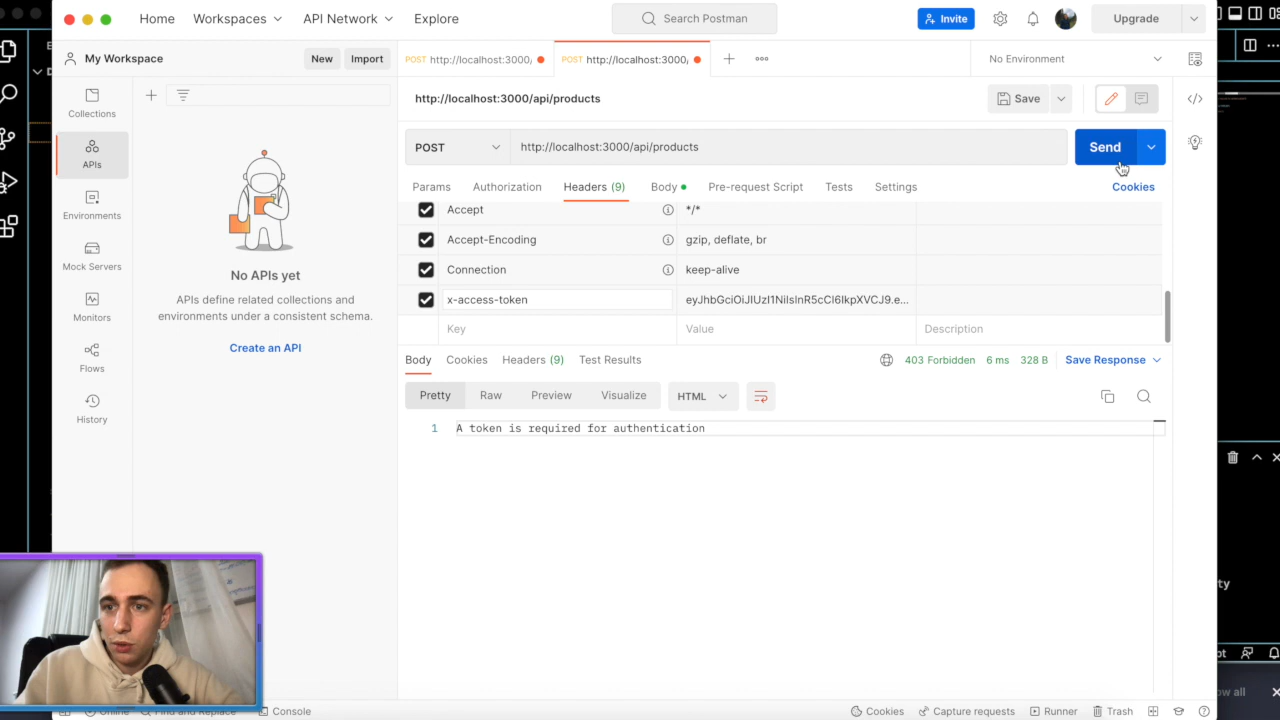 Home
Workspaces
API Network
Explore
Search Postman
Invite
Upgrade
My Workspace
New
Import
POST http://localhost:3000/
POST http://localhost:3000,
No Environment
http://localhost:3000/api/products
Save
Collections
APIs
Environments
Mock Servers
Monitors
Flows
History
No APIs yet
APIs define related collections and
environments under a consistent schema.
Create an API
POST
http://localhost:3000/api/products
Send
Params
Authorization
Headers (9)
Body
Pre-request Script
Tests
Settings
Cookies
Accept
*/*
Accept-Encoding
gzip, deflate, br
Connection
keep-alive
x-access-token
eyJhbGciOiJIUzI1NiIsInR5cCI6IkpXVCJ9.e...
Key
Value
Description
Body
Cookies
Headers (9)
Test Results
403 Forbidden
6 ms
328 B
Save Response
Pretty
Raw
Preview
Visualize
HTML
1
A token is required for authentication
Online
Find and Replace
Console
Cookies
Capture requests
Runner
Trash